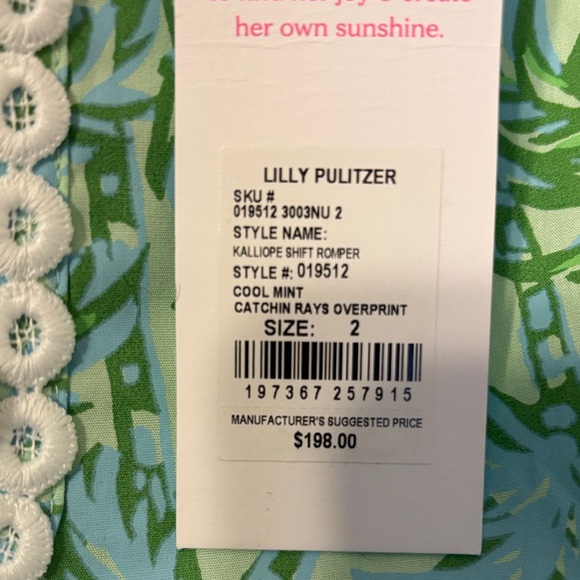 her own sunshine.
LILLY PULITZER
SKU #
019512 3003NU 2
STYLE NAME:
KALLIOPE SHIFT ROMPER
STYLE #: 019512
COOL MINT
CATCHIN RAYS OVERPRINT
SIZE: 2
197367 257915
MANUFACTURER'S SUGGESTED PRICE
$198.00